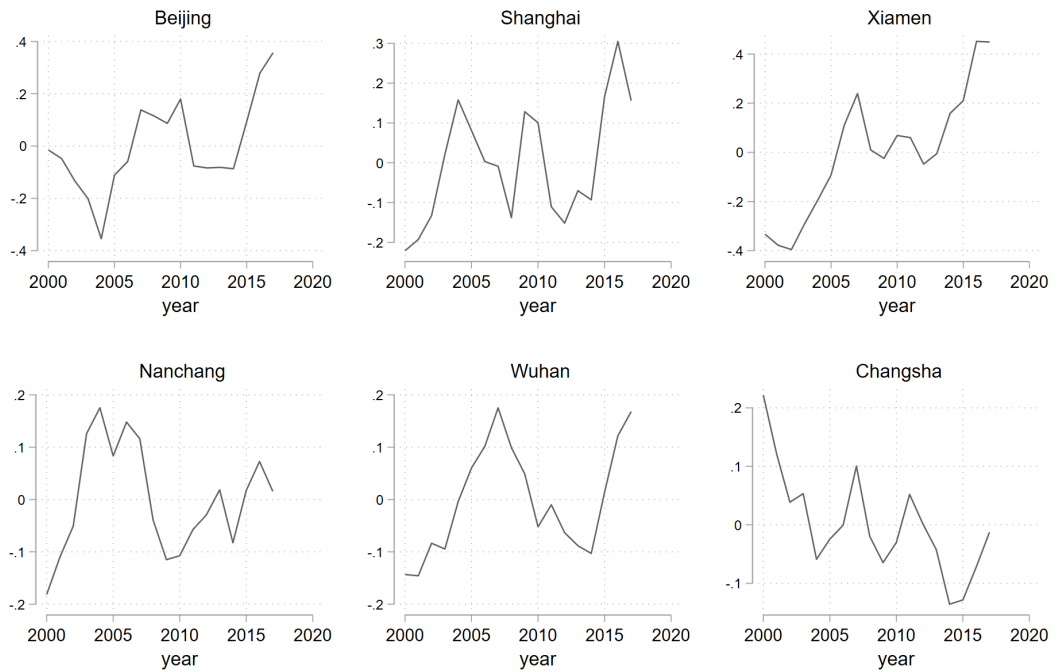 Beijing Shanghai Xiamen
.4 .3 .4
.2 .2 .2
0 .1 0
-.2 0 -.2
-.4 -.1 -.4
-.2
2000 2005 2010 2015 2020 2000 2005 2010 2015 2020 2000 2005 2010 2015 2020
year year year
Nanchang Wuhan Changsha
.2 .2 .2
.1 .1 .1
0 0 0
-.1 -.1 -.1
-.2 -.2
2000 2005 2010 2015 2020 2000 2005 2010 2015 2020 2000 2005 2010 2015 2020
year year year